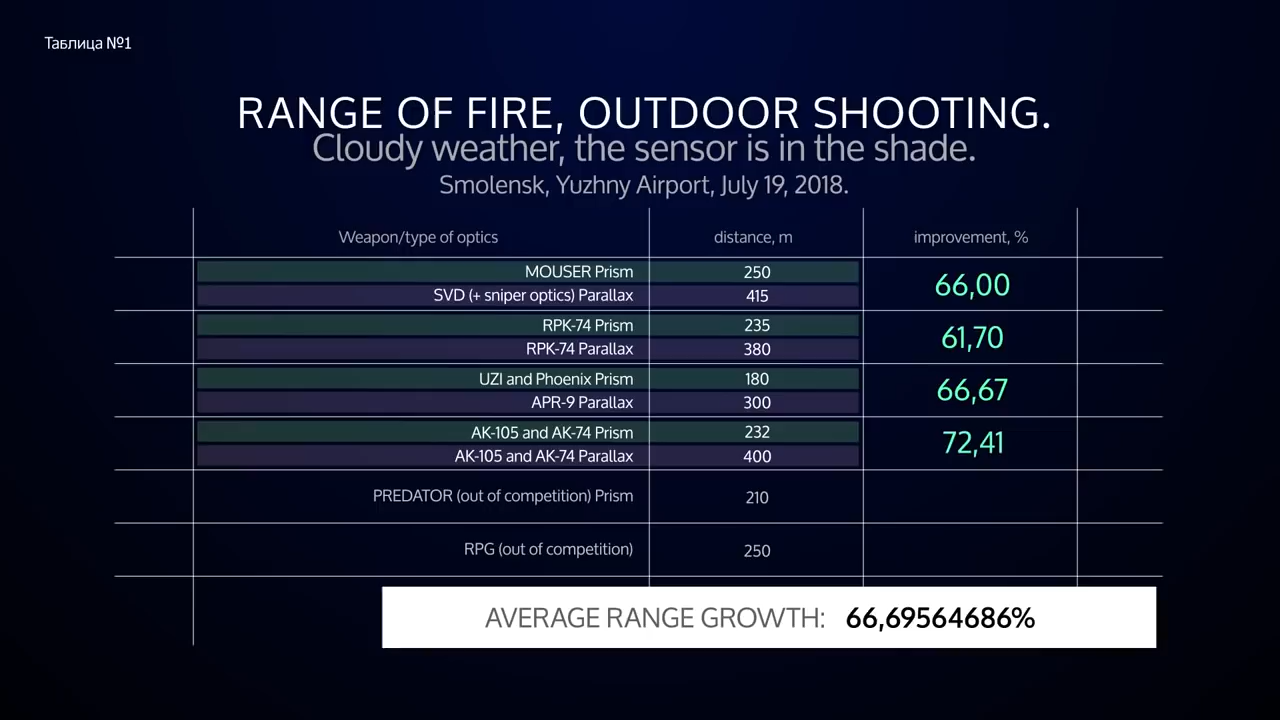 Таблица №1
RANGE OF FIRE, OUTDOOR SHOOTING.
Cloudy weather, the sensor is in the shade.
Smolensk, Yuzhny Airport, July 19, 2018.
Weapon/type of optics distance, m improvement, %
MOUSER Prism 250
66,00
SVD (+ sniper optics) Parallax 415
RPK-74 Prism 235
61,70
RPK-74 Parallax 380
UZI and Phoenix Prism 180
66,67
APR-9 Parallax 300
AK-105 and AK-74 Prism 232
72,41
AK-105 and AK-74 Parallax 400
PREDATOR (out of competition) Prism 210
RPG (out of competition) 250
AVERAGE RANGE GROWTH: 66,69564686%